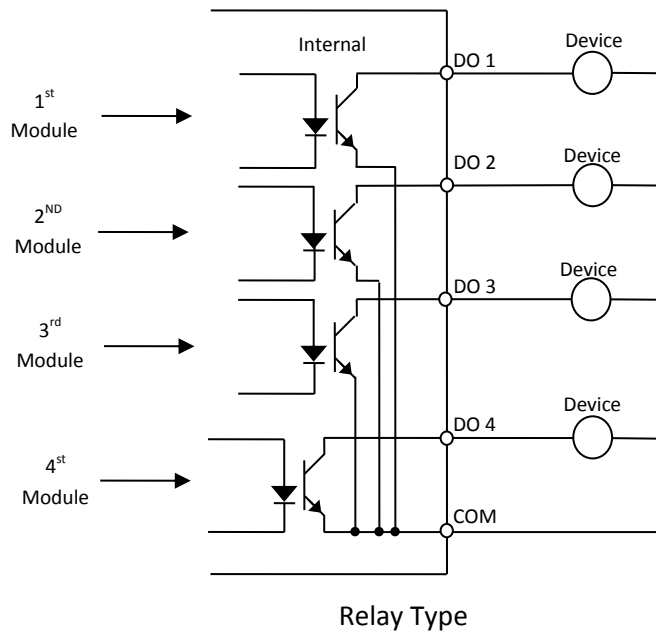 Internal
Device
DO 1
1st
Module
Device
DO 2
2ND
Module
Device
DO 3
3rd
Module
Device
DO 4
4st
Module
COM
Relay Type